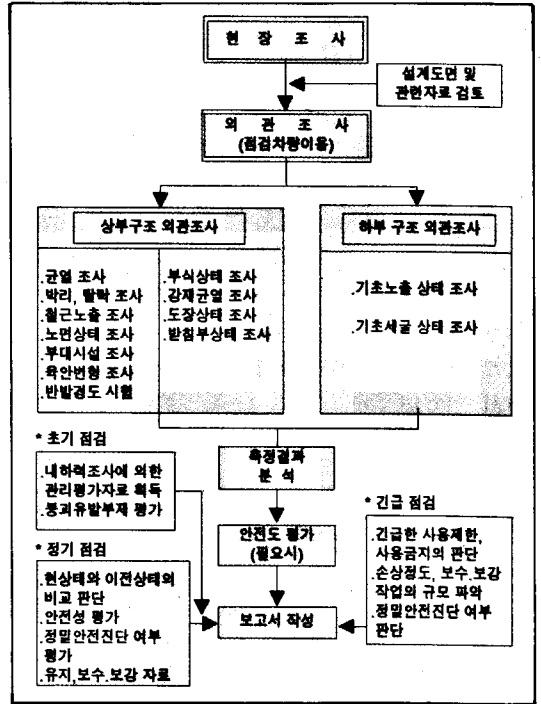 현 장 조 사
설계도면 및
관련자료 검토
외 관 조 사
(점검차량이용)
상부구조 외관조사
.균열 조사
.박리, 탈락 조사
.철근노출 조사
.노면상태 조사
.부대시설 조사
.육안변형 조사
.반발경도 시험
.부식상태 조사
.강재균열 조사
.도장상태 조사
.받침부상태 조사
하부 구조 외관조사
.기초노출 상태 조사
.기초세굴 상태 조사
측정결과
분 석
* 초기 점검
.내하력조사에 의한
관리평가자료 획득
.붕괴유발부재 평가
안전도 평가
(필요시)
* 긴급 점검
.긴급한 사용제한,
사용금지의 판단
.손상정도, 보수.보강
작업의 규모 파악
.정밀안전진단 여부
판단
* 정기 점검
.현상태와 이전상태의
비교 판단
.안전성 평가
.정밀안전진단 여부
평가
.유지,보수.보강 자료
보고서 작성